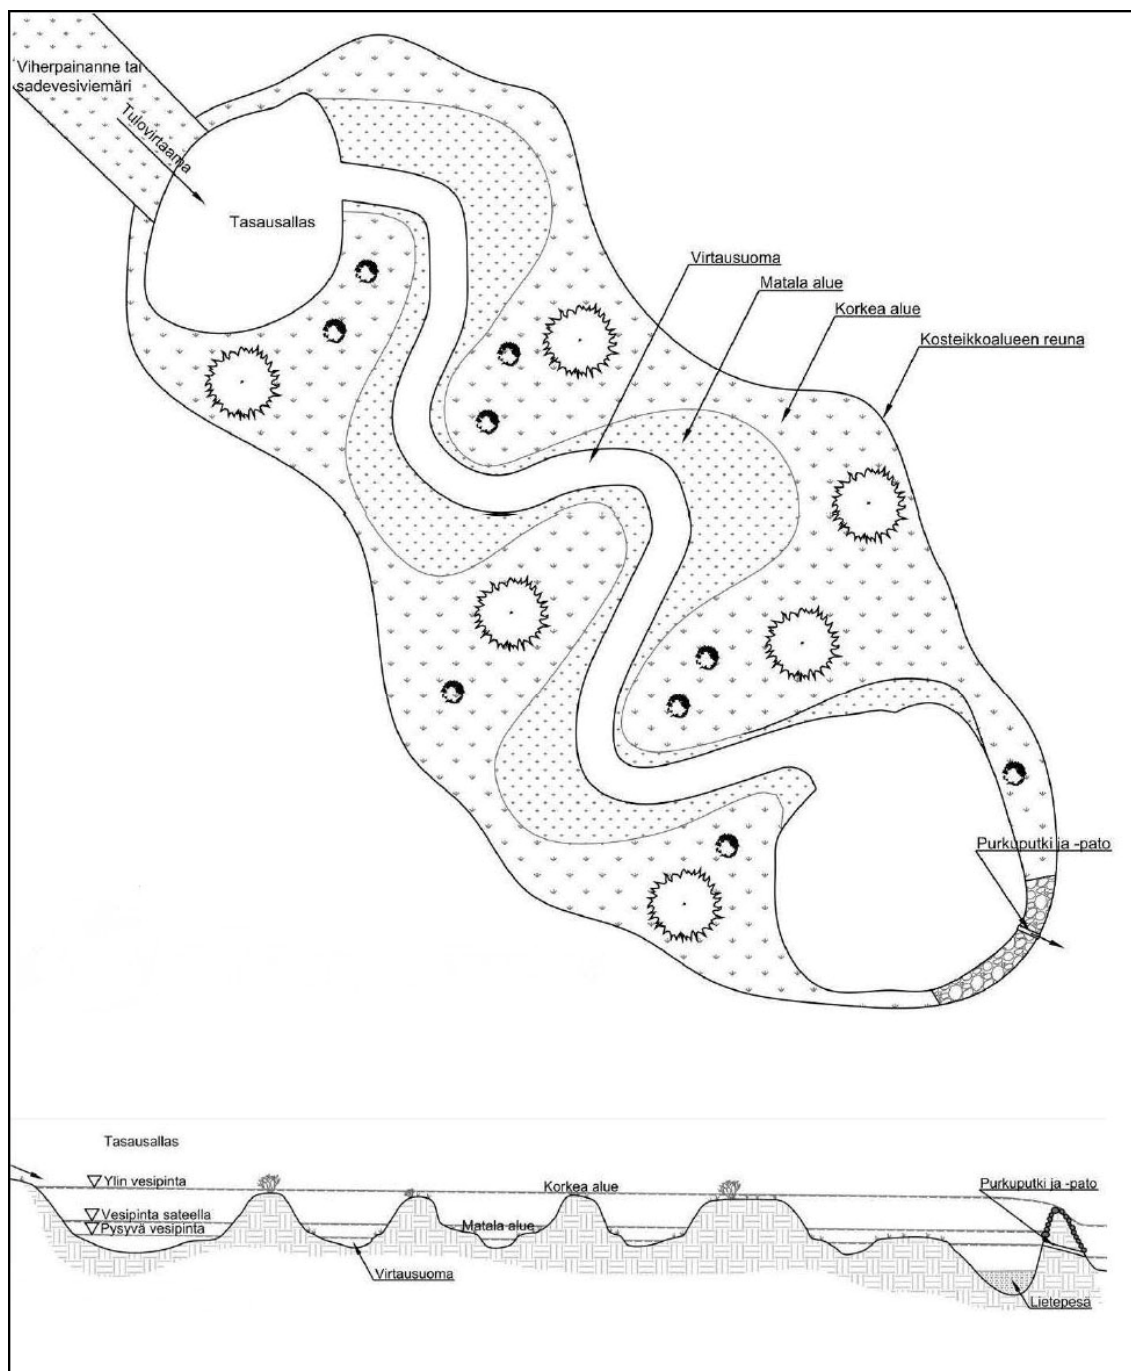 Viherpainanne tai
sadevesiviemäri
Tulovirtaama
Tasausallas
Virtausuoma
Matala alue
Korkea alue
Kosteikkoalueen reuna
Purkuputki ja -pato
Tasausallas
Ylin vesipinta
Korkea alue
Purkuputki ja -pato
Vesipinta sateella
Pysyvä vesipinta
Matala alue
Virtausuoma
Lietepesä